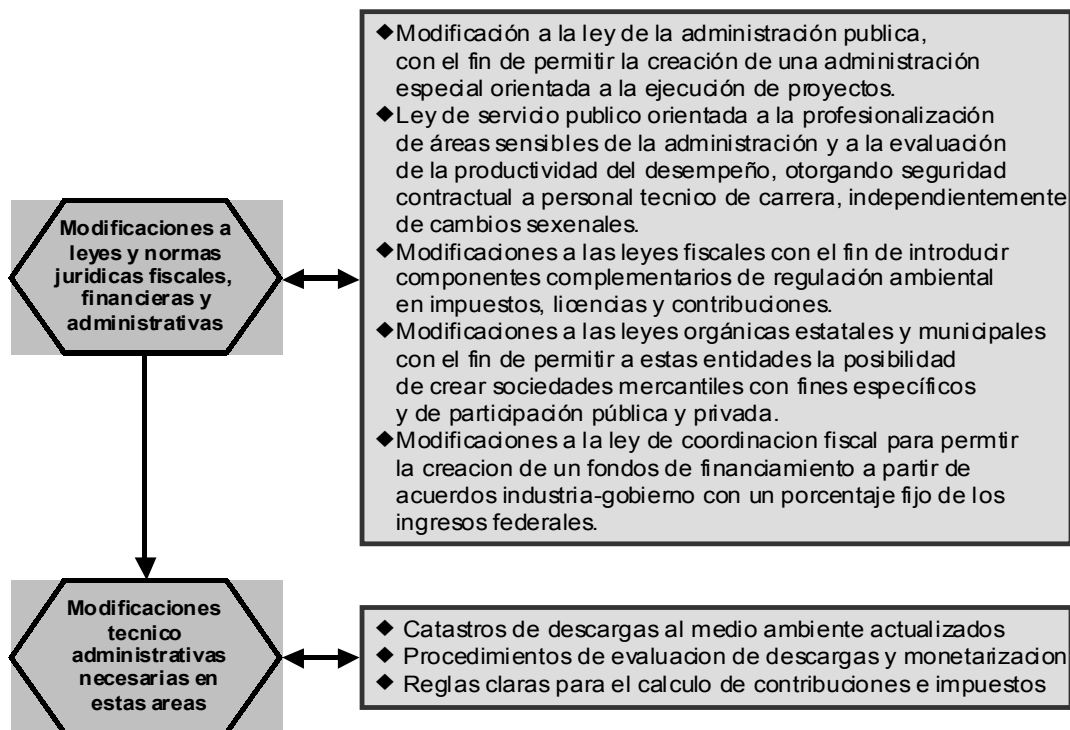 Modificaciones a
leyes y normas
juridicas fiscales,
financieras y
administrativas
◆Modificación a la ley de la administración publica,
con el fin de permitir la creación de una administración
especial orientada a la ejecución de proyectos.
◆Ley de servicio publico orientada a la profesionalización
de áreas sensibles de la administración y a la evaluación
de la productividad del desempeño, otorgando seguridad
contractual a personal tecnico de carrera, independientemente
de cambios sexenales.
◆Modificaciones a las leyes fiscales con el fin de introducir
componentes complementarios de regulación ambiental
en impuestos, licencias y contribuciones.
◆Modificaciones a las leyes orgánicas estatales y municipales
con el fin de permitir a estas entidades la posibilidad
de crear sociedades mercantiles con fines específicos
y de participación pública y privada.
◆Modificaciones a la ley de coordinacion fiscal para permtir
la creacion de un fondos de financiamiento a partir de
acuerdos industria-gobierno con un porcentaje fijo de los
ingresos federales.
Modificaciones
tecnico
administrativas
necesarias en
estas areas
◆ Catastros de descargas al medio ambiente actualizados
◆ Procedimientos de evaluacion de descargas y monetarizacion
◆ Reglas claras para el calculo de contribuciones e impuestos